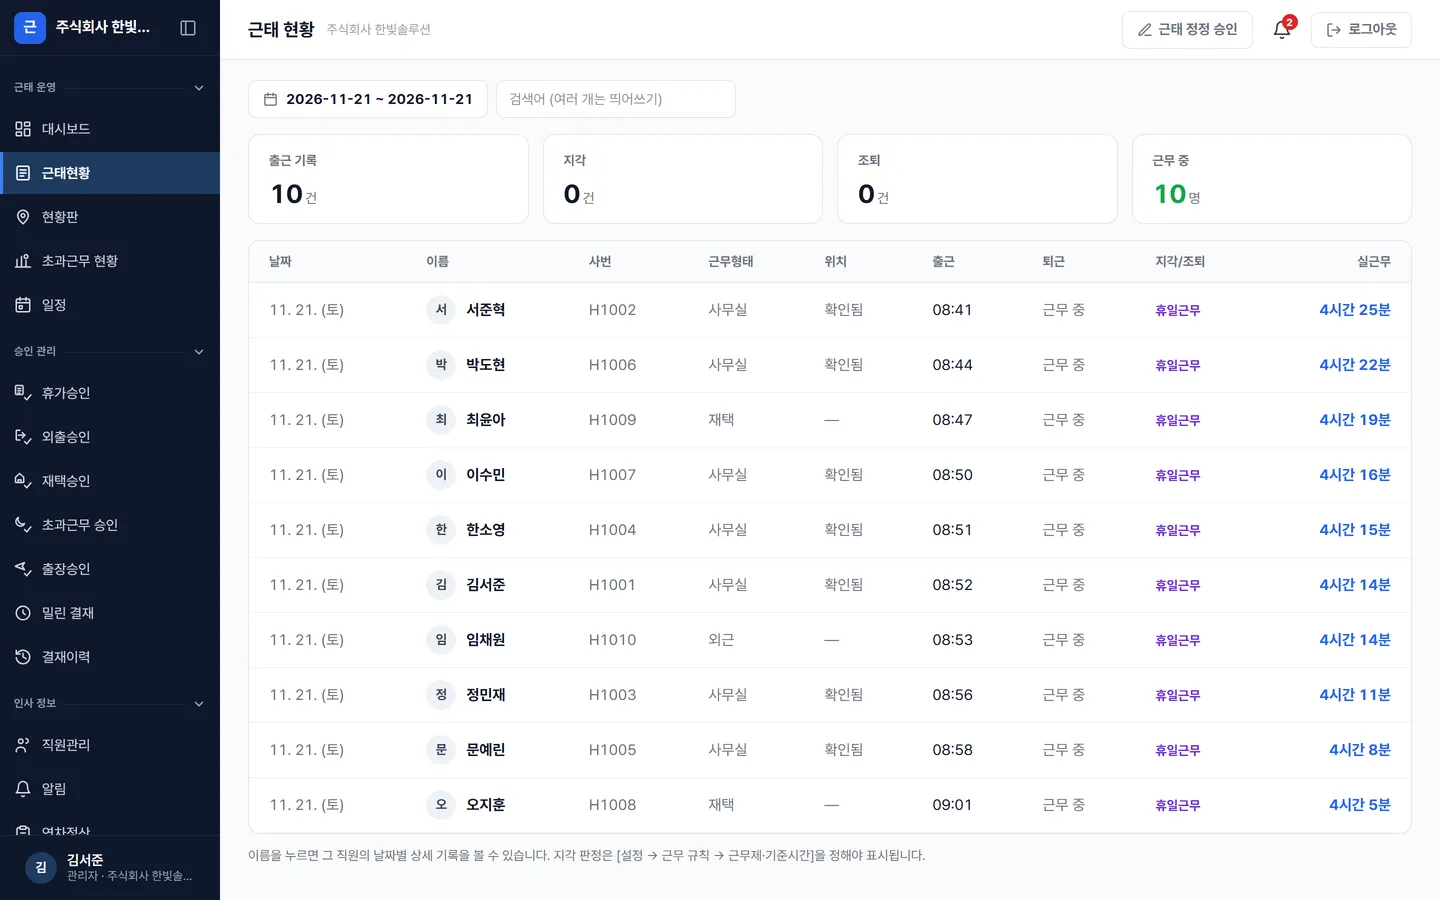 근 주식회사 한빛...
근태 운영
대시보드
근태현황
현황판
초과근무 현황
일정
승인 관리
휴가승인
외출승인
재택승인
초과근무 승인
출장승인
밀린 결재
결재이력
인사 정보
직원관리
알림
연차정산
김 김서준
관리자 · 주식회사 한빛솔...
근태 현황 주식회사 한빛솔루션
근태 정정 승인 2 로그아웃
2026-11-21 ~ 2026-11-21 검색어 (여러 개는 띄어쓰기)
출근 기록 지각 조퇴 근무 중
10건 0건 0건 10명
날짜 이름 사번 근무형태 위치 출근 퇴근 지각/조퇴 실근무
11. 21. (토) 서 서준혁 H1002 사무실 확인됨 08:41 근무 중 휴일근무 4시간 25분
11. 21. (토) 박 박도현 H1006 사무실 확인됨 08:44 근무 중 휴일근무 4시간 22분
11. 21. (토) 최 최윤아 H1009 재택 — 08:47 근무 중 휴일근무 4시간 19분
11. 21. (토) 이 이수민 H1007 사무실 확인됨 08:50 근무 중 휴일근무 4시간 16분
11. 21. (토) 한 한소영 H1004 사무실 확인됨 08:51 근무 중 휴일근무 4시간 15분
11. 21. (토) 김 김서준 H1001 사무실 확인됨 08:52 근무 중 휴일근무 4시간 14분
11. 21. (토) 임 임채원 H1010 외근 — 08:53 근무 중 휴일근무 4시간 14분
11. 21. (토) 정 정민재 H1003 사무실 확인됨 08:56 근무 중 휴일근무 4시간 11분
11. 21. (토) 문 문예린 H1005 사무실 확인됨 08:58 근무 중 휴일근무 4시간 8분
11. 21. (토) 오 오지훈 H1008 재택 — 09:01 근무 중 휴일근무 4시간 5분
이름을 누르면 그 직원의 날짜별 상세 기록을 볼 수 있습니다. 지각 판정은 [설정 → 근무 규칙 → 근무제·기준시간]을 정해야 표시됩니다.